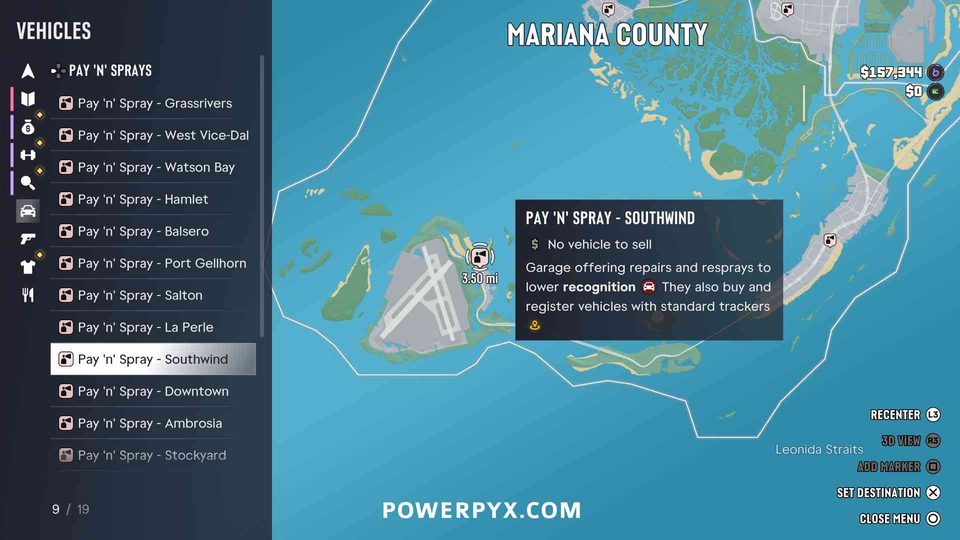 VEHICLES
PAY 'N' SPRAYS
Pay 'n' Spray - Grassrivers
Pay 'n' Spray - West Vice-Dal
Pay 'n' Spray - Watson Bay
Pay 'n' Spray - Hamlet
Pay 'n' Spray - Balsero
Pay 'n' Spray - Port Gellhorn
Pay 'n' Spray - Salton
Pay 'n' Spray - La Perle
Pay 'n' Spray - Southwind
Pay 'n' Spray - Downtown
Pay 'n' Spray - Ambrosia
Pay 'n' Spray - Stockyard
9 / 19
MARIANA COUNTY
$157,344
$0
3.50 mi
PAY 'N' SPRAY - SOUTHWIND
$ No vehicle to sell
Garage offering repairs and resprays to
lower recognition They also buy and
register vehicles with standard trackers
Leonida Straits
RECENTER L3
3D VIEW R3
ADD MARKER
SET DESTINATION
CLOSE MENU
POWERPYX.COM